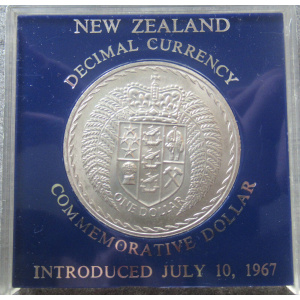 NEW ZEALAND
DECIMAL CURRENCY
ONE DOLLAR
COMMEMORATIVE DOLLAR
INTRODUCED JULY 10, 1967